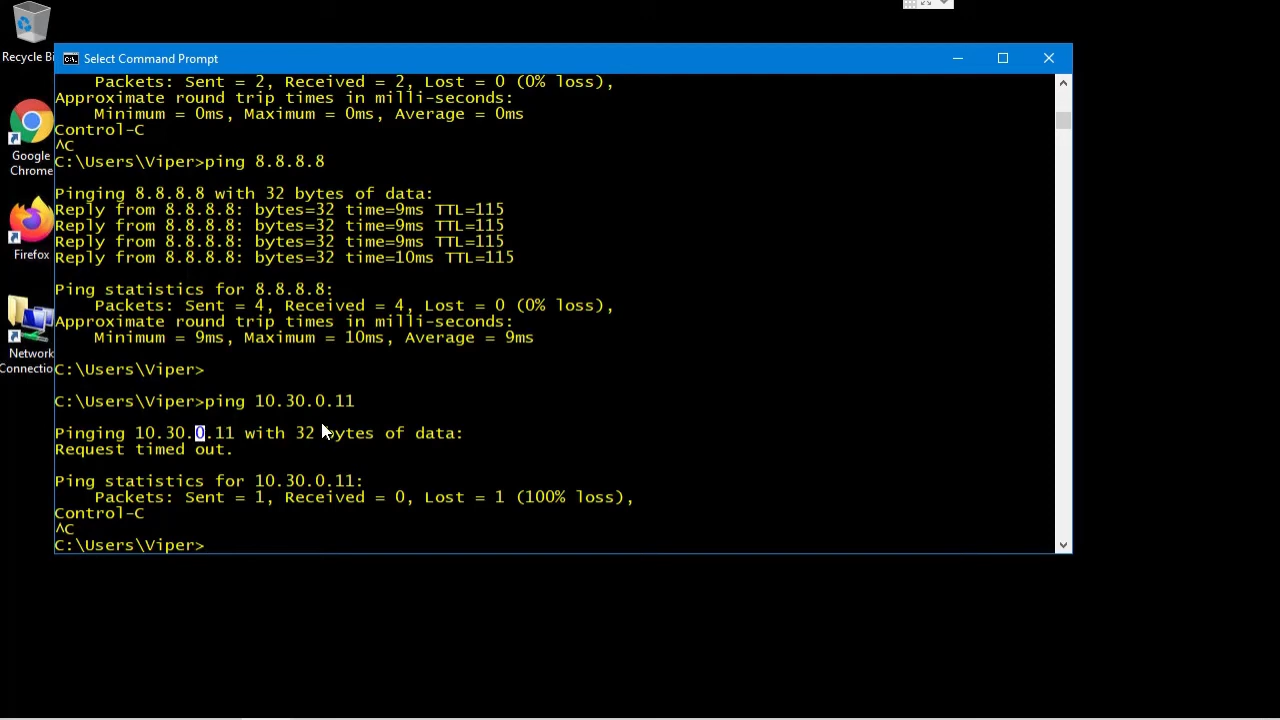 Recycle Bi
Select Command Prompt
Packets: Sent = 2, Received = 2, Lost = 0 (0% loss),
Approximate round trip times in milli-seconds:
Minimum = 0ms, Maximum = 0ms, Average = 0ms
Control-C
^C
C:\Users\Viper>ping 8.8.8.8
Pinging 8.8.8.8 with 32 bytes of data:
Reply from 8.8.8.8: bytes=32 time=9ms TTL=115
Reply from 8.8.8.8: bytes=32 time=9ms TTL=115
Reply from 8.8.8.8: bytes=32 time=9ms TTL=115
Reply from 8.8.8.8: bytes=32 time=10ms TTL=115
Ping statistics for 8.8.8.8:
Packets: Sent = 4, Received = 4, Lost = 0 (0% loss),
Approximate round trip times in milli-seconds:
Minimum = 9ms, Maximum = 10ms, Average = 9ms
C:\Users\Viper>
C:\Users\Viper>ping 10.30.0.11
Pinging 10.30.0.11 with 32 bytes of data:
Request timed out.
Ping statistics for 10.30.0.11:
Packets: Sent = 1, Received = 0, Lost = 1 (100% loss),
Control-C
^C
C:\Users\Viper>
Google
Chrome
Firefox
Network
Connectio